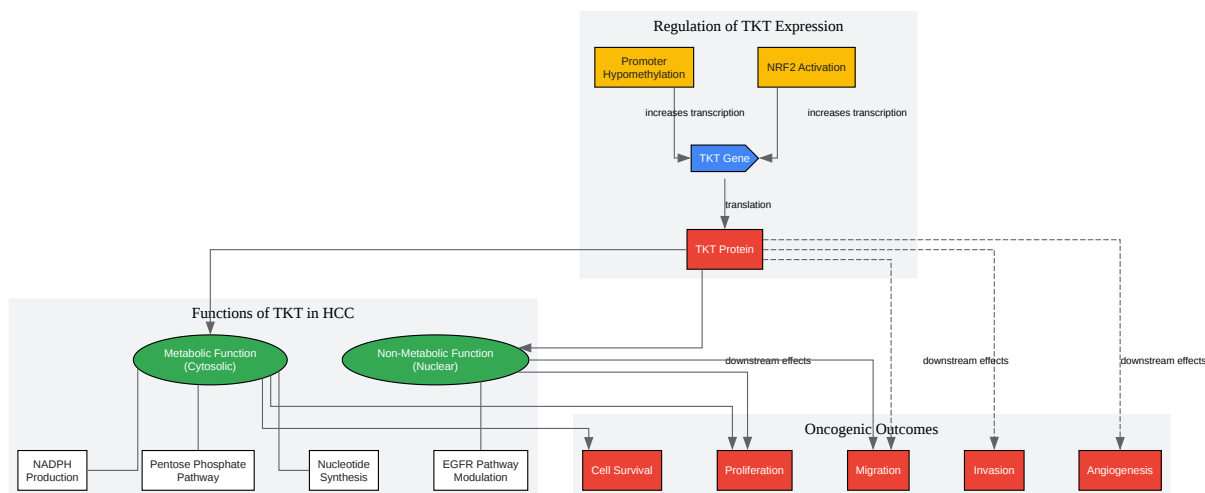 Regulation of TKT Expression
Promoter
Hypomethylation
NRF2 Activation
increases transcription
increases transcription
TKT Gene
translation
TKT Protein
Functions of TKT in HCC
Metabolic Function
(Cytosolic)
Non-Metabolic Function
(Nuclear)
downstream effects
downstream effects
downstream effects
Oncogenic Outcomes
NADPH
Production
Pentose Phosphate
Pathway
Nucleotide
Synthesis
EGFR Pathway
Modulation
Cell Survival
Proliferation
Migration
Invasion
Angiogenesis